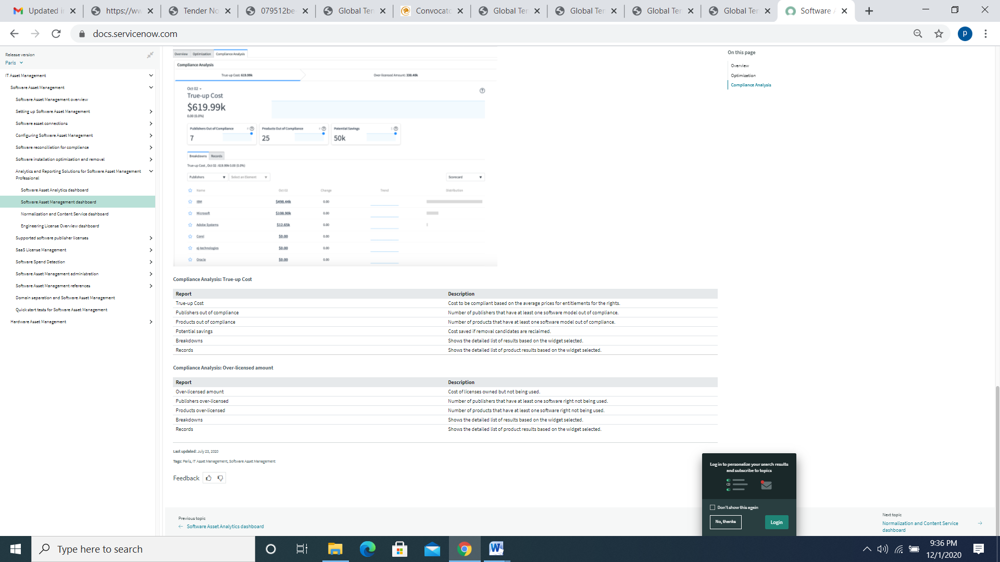 Updated i
https://ww
Tender No
079512be-
Global Ten
Convocato
Global Ten
Global Ten
Global Ten
Global Ten
Software A
docs.servicenow.com
P
Release version
Paris
IT Asset Management
Software Asset Management
Software Asset Management overview
Setting up Software Asset Management
Software asset connections
Configuring Software Asset Management
Software reconciliation for compliance
Software installation optimization and removal
Analytics and Reporting Solutions for Software Asset Management
Professional
Software Asset Analytics dashboard
Software Asset Management dashboard
Normalization and Content Service dashboard
Engineering License Overview dashboard
Supported software publisher licenses
SaaS License Management
Software Spend Detection
Software Asset Management administration
Software Asset Management references
Domain separation and Software Asset Management
Quick start tests for Software Asset Management
Hardware Asset Management
Overview Optimization Compliance Analysis
Compliance Analysis
True-up Cost: 619.99k Over-licensed Amount: 338.40k
Oct 02
True-up Cost
$619.99k
0.00 (0.0%)
Publishers Out of Compliance # Products Out of Compliance # Potential Savings $
7 25 50k
Breakdowns Records
True-up Cost , Oct 02 : 619.99k 0.00 (0.0%)
Publishers Select an Element Scorecard
Name Oct 02 Change Trend Distribution
IBM $498.44k 0.00
Microsoft $108.90k 0.00
Adobe Systems $12.65k 0.00
Corel $0.00 0.00
ej-technologies $0.00 0.00
Oracle $0.00 0.00
Compliance Analysis: True-up Cost
Report Description
True-up Cost Cost to be compliant based on the average prices for entitlements for the rights.
Publishers out of compliance Number of publishers that have at least one software model out of compliance.
Products out of compliance Number of products that have at least one software model out of compliance.
Potential savings Cost saved if removal candidates are reclaimed.
Breakdowns Shows the detailed list of results based on the widget selected.
Records Shows the detailed list of product results based on the widget selected.
Compliance Analysis: Over-licensed amount
Report Description
Over-licensed amount Cost of licenses owned but not being used.
Publishers over-licensed Number of publishers that have at least one software right not being used.
Products over-licensed Number of products that have at least one software right not being used.
Breakdowns Shows the detailed list of results based on the widget selected.
Records Shows the detailed list of product results based on the widget selected.
Last updated: July 23, 2020
Tags: Paris, IT Asset Management, Software Asset Management
Feedback
Previous topic
Software Asset Analytics dashboard
On this page
Overview
Optimization
Compliance Analysis
Log in to personalize your search results
and subscribe to topics
Don't show this again
No, thanks Login
Next topic
Normalization and Content Service
dashboard
Type here to search
9:36 PM
12/1/2020